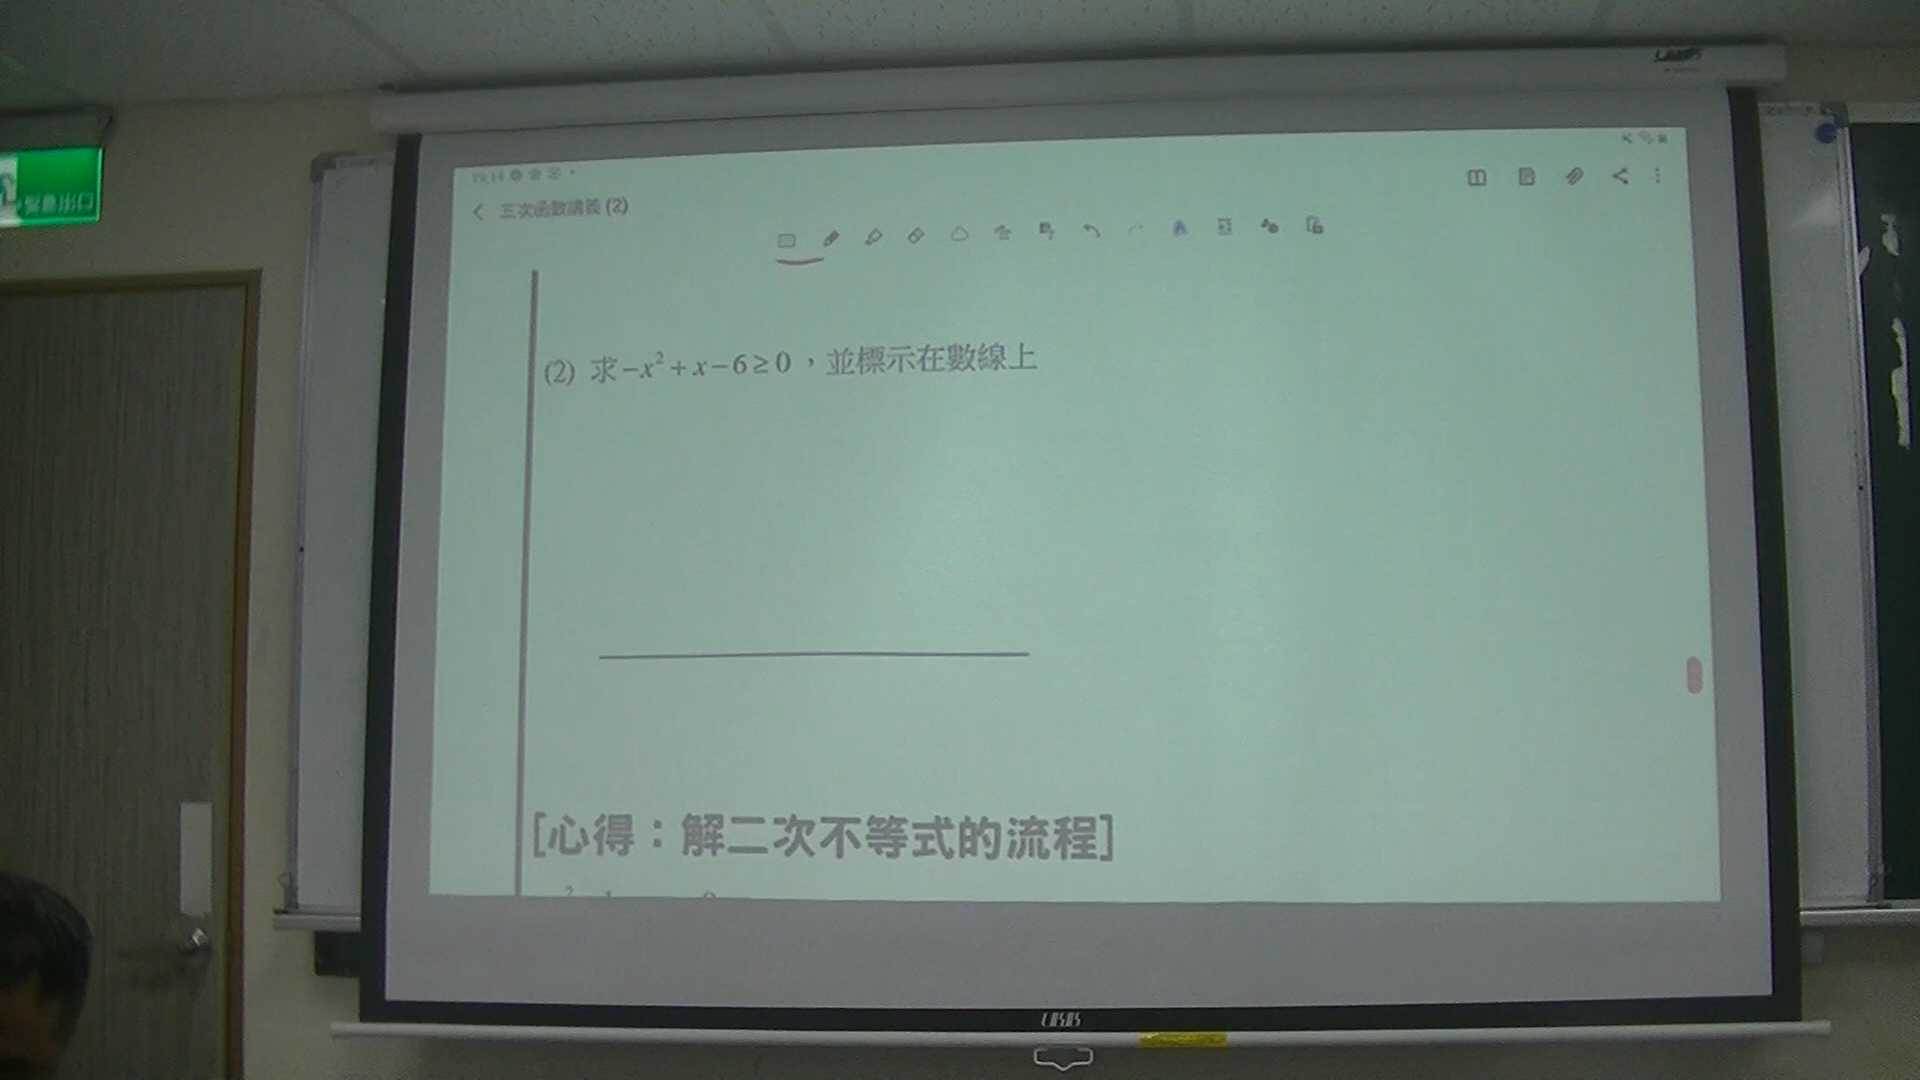 三次函數講義 (2)
(2) 求 −x² + x − 6 ≥ 0，並標示在數線上
[心得：解二次不等式的流程]